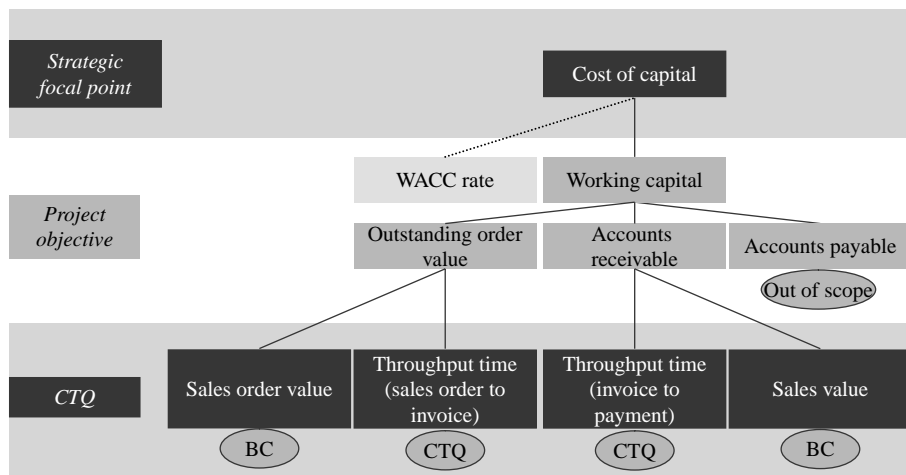 Strategic
focal point
Cost of capital
WACC rate
Working capital
Project
objective
Outstanding order
value
Accounts
receivable
Accounts payable
Out of scope
CTQ
Sales order value
Throughput time
(sales order to
invoice)
Throughput time
(invoice to
payment)
Sales value
BC
CTQ
CTQ
BC